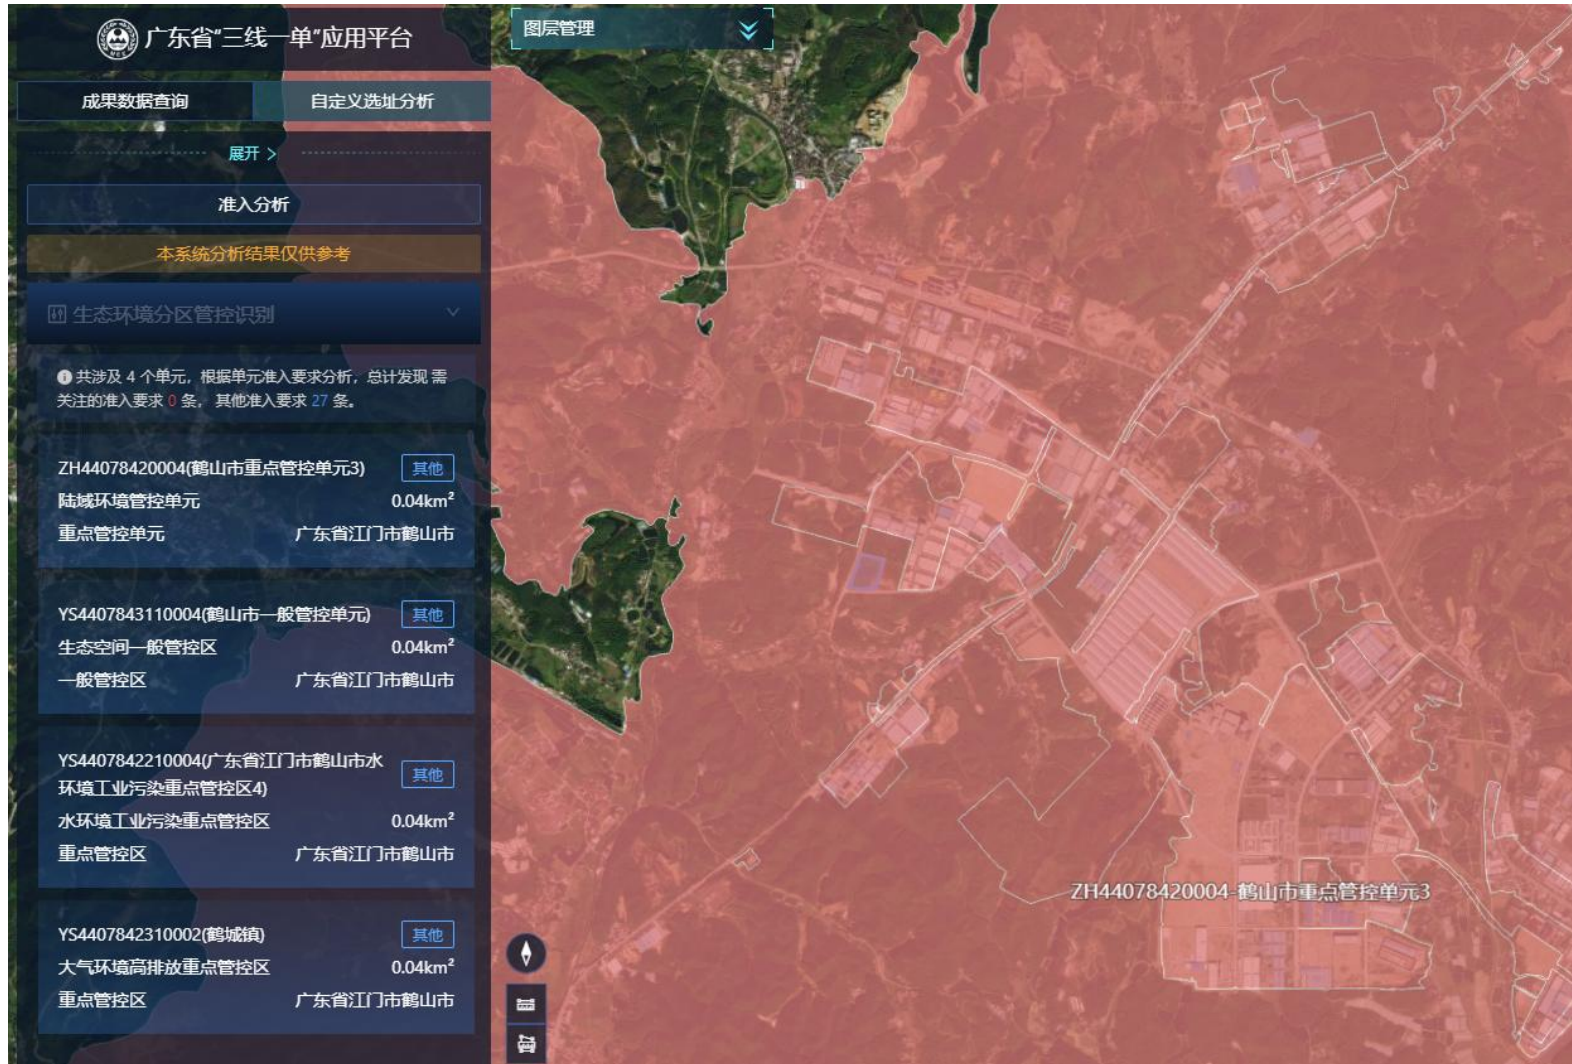 广东省“三线一单”应用平台
图层管理
成果数据查询
自定义选址分析
展开 >
准入分析
本系统分析结果仅供参考
生态环境分区管控识别
共涉及 4 个单元，根据单元准入要求分析，总计发现 需
关注的准入要求 0 条， 其他准入要求 27 条。
ZH44078420004(鹤山市重点管控单元3)
其他
陆域环境管控单元
0.04km²
重点管控单元
广东省江门市鹤山市
YS4407843110004(鹤山市一般管控单元)
其他
生态空间一般管控区
0.04km²
一般管控区
广东省江门市鹤山市
YS4407842210004(广东省江门市鹤山市水
环境工业污染重点管控区4)
其他
水环境工业污染重点管控区
0.04km²
重点管控区
广东省江门市鹤山市
YS4407842310002(鹤城镇)
其他
大气环境高排放重点管控区
0.04km²
重点管控区
广东省江门市鹤山市
ZH44078420004-鹤山市重点管控单元3